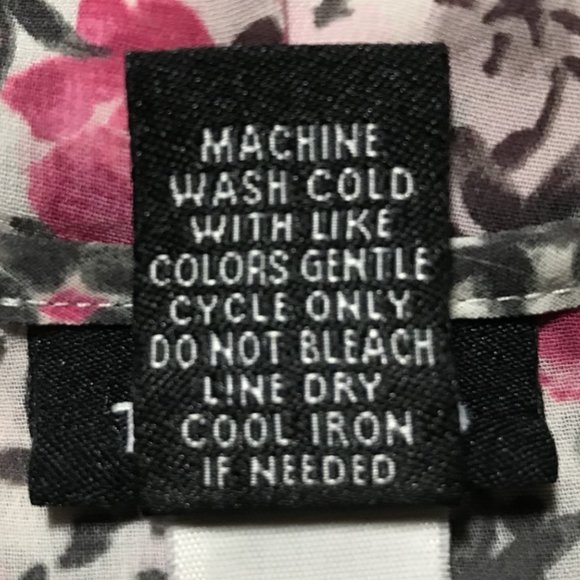 MACHINE
WASH COLD
WITH LIKE
COLORS GENTLE
CYCLE ONLY
DO NOT BLEACH
LINE DRY
COOL IRON
IF NEEDED